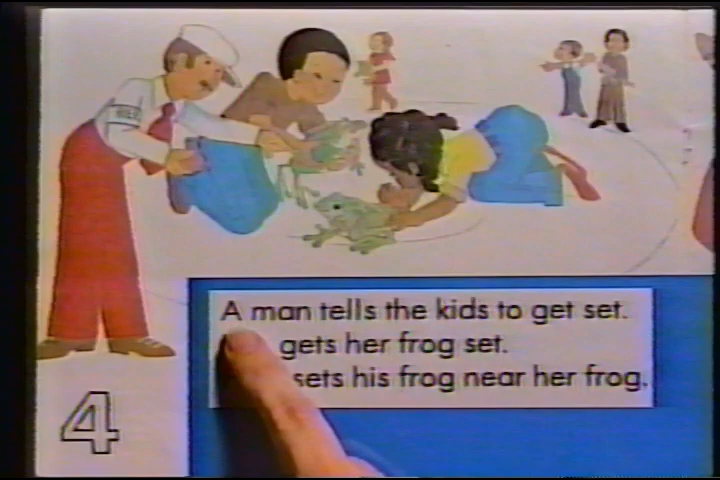 A man tells the kids to get set.
gets her frog set.
sets his frog near her frog.
4